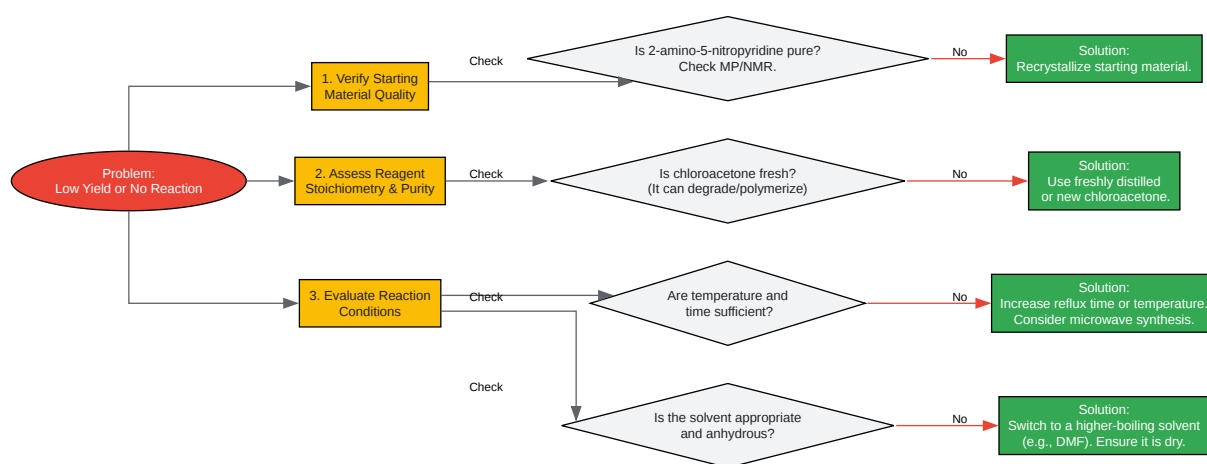 Is 2-amino-5-nitropyridine pure?
Check MP/NMR.
Check
No
Solution:
Recrystallize starting material.
1. Verify Starting
Material Quality
Problem:
Low Yield or No Reaction
2. Assess Reagent
Stoichiometry & Purity
Check
Is chloroacetone fresh?
(It can degrade/polymerize)
No
Solution:
Use freshly distilled
or new chloroacetone.
3. Evaluate Reaction
Conditions
Check
Are temperature and
time sufficient?
No
Solution:
Increase reflux time or temperature.
Consider microwave synthesis.
Check
Is the solvent appropriate
and anhydrous?
No
Solution:
Switch to a higher-boiling solvent
(e.g., DMF). Ensure it is dry.